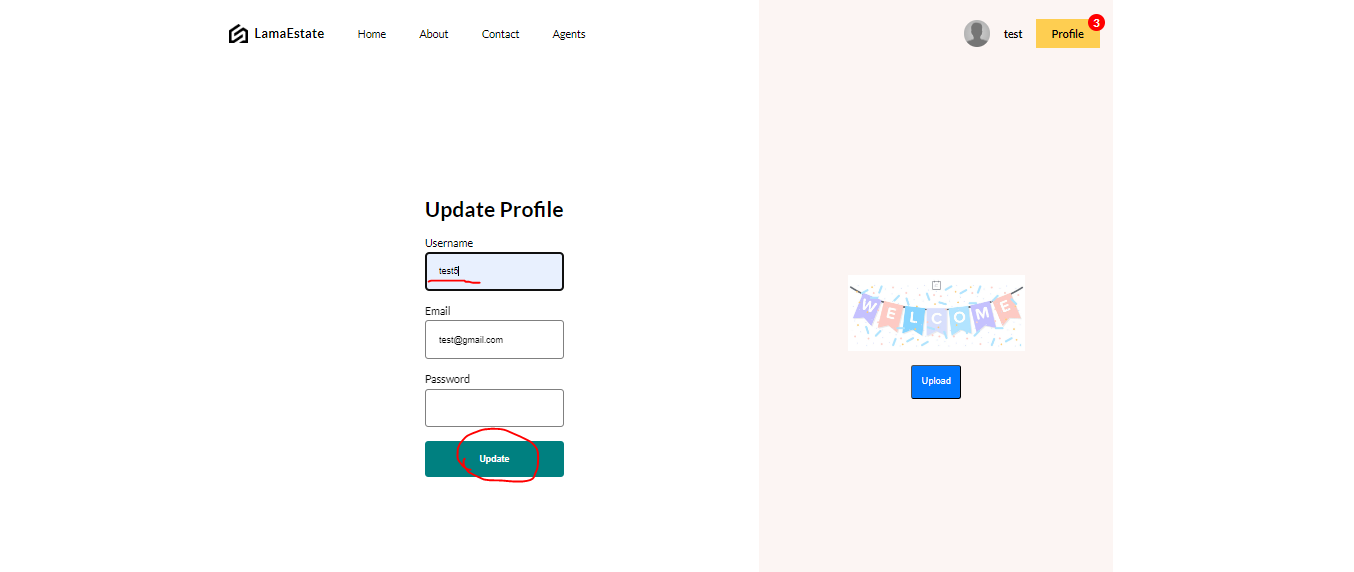 LamaEstate Home About Contact Agents test Profile 3
Update Profile
Username
test5
Email
test@gmail.com
Password
Update
WELCOME
Upload